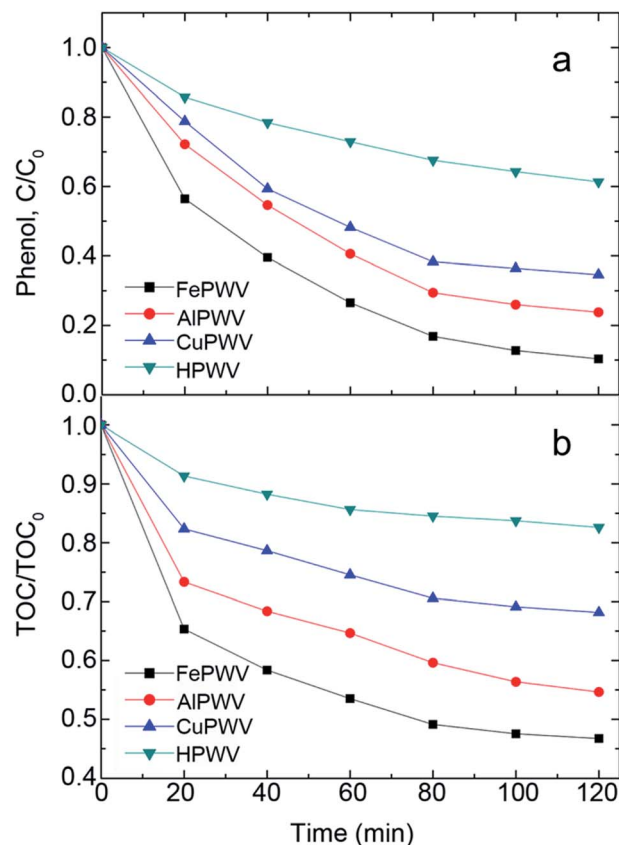 a
Phenol, C/C₀
1.0
0.8
0.6
0.4
0.2
0.0
FePWV
AlPWV
CuPWV
HPWV
b
TOC/TOC₀
1.0
0.9
0.8
0.7
0.6
0.5
0.4
FePWV
AlPWV
CuPWV
HPWV
0 20 40 60 80 100 120
Time (min)